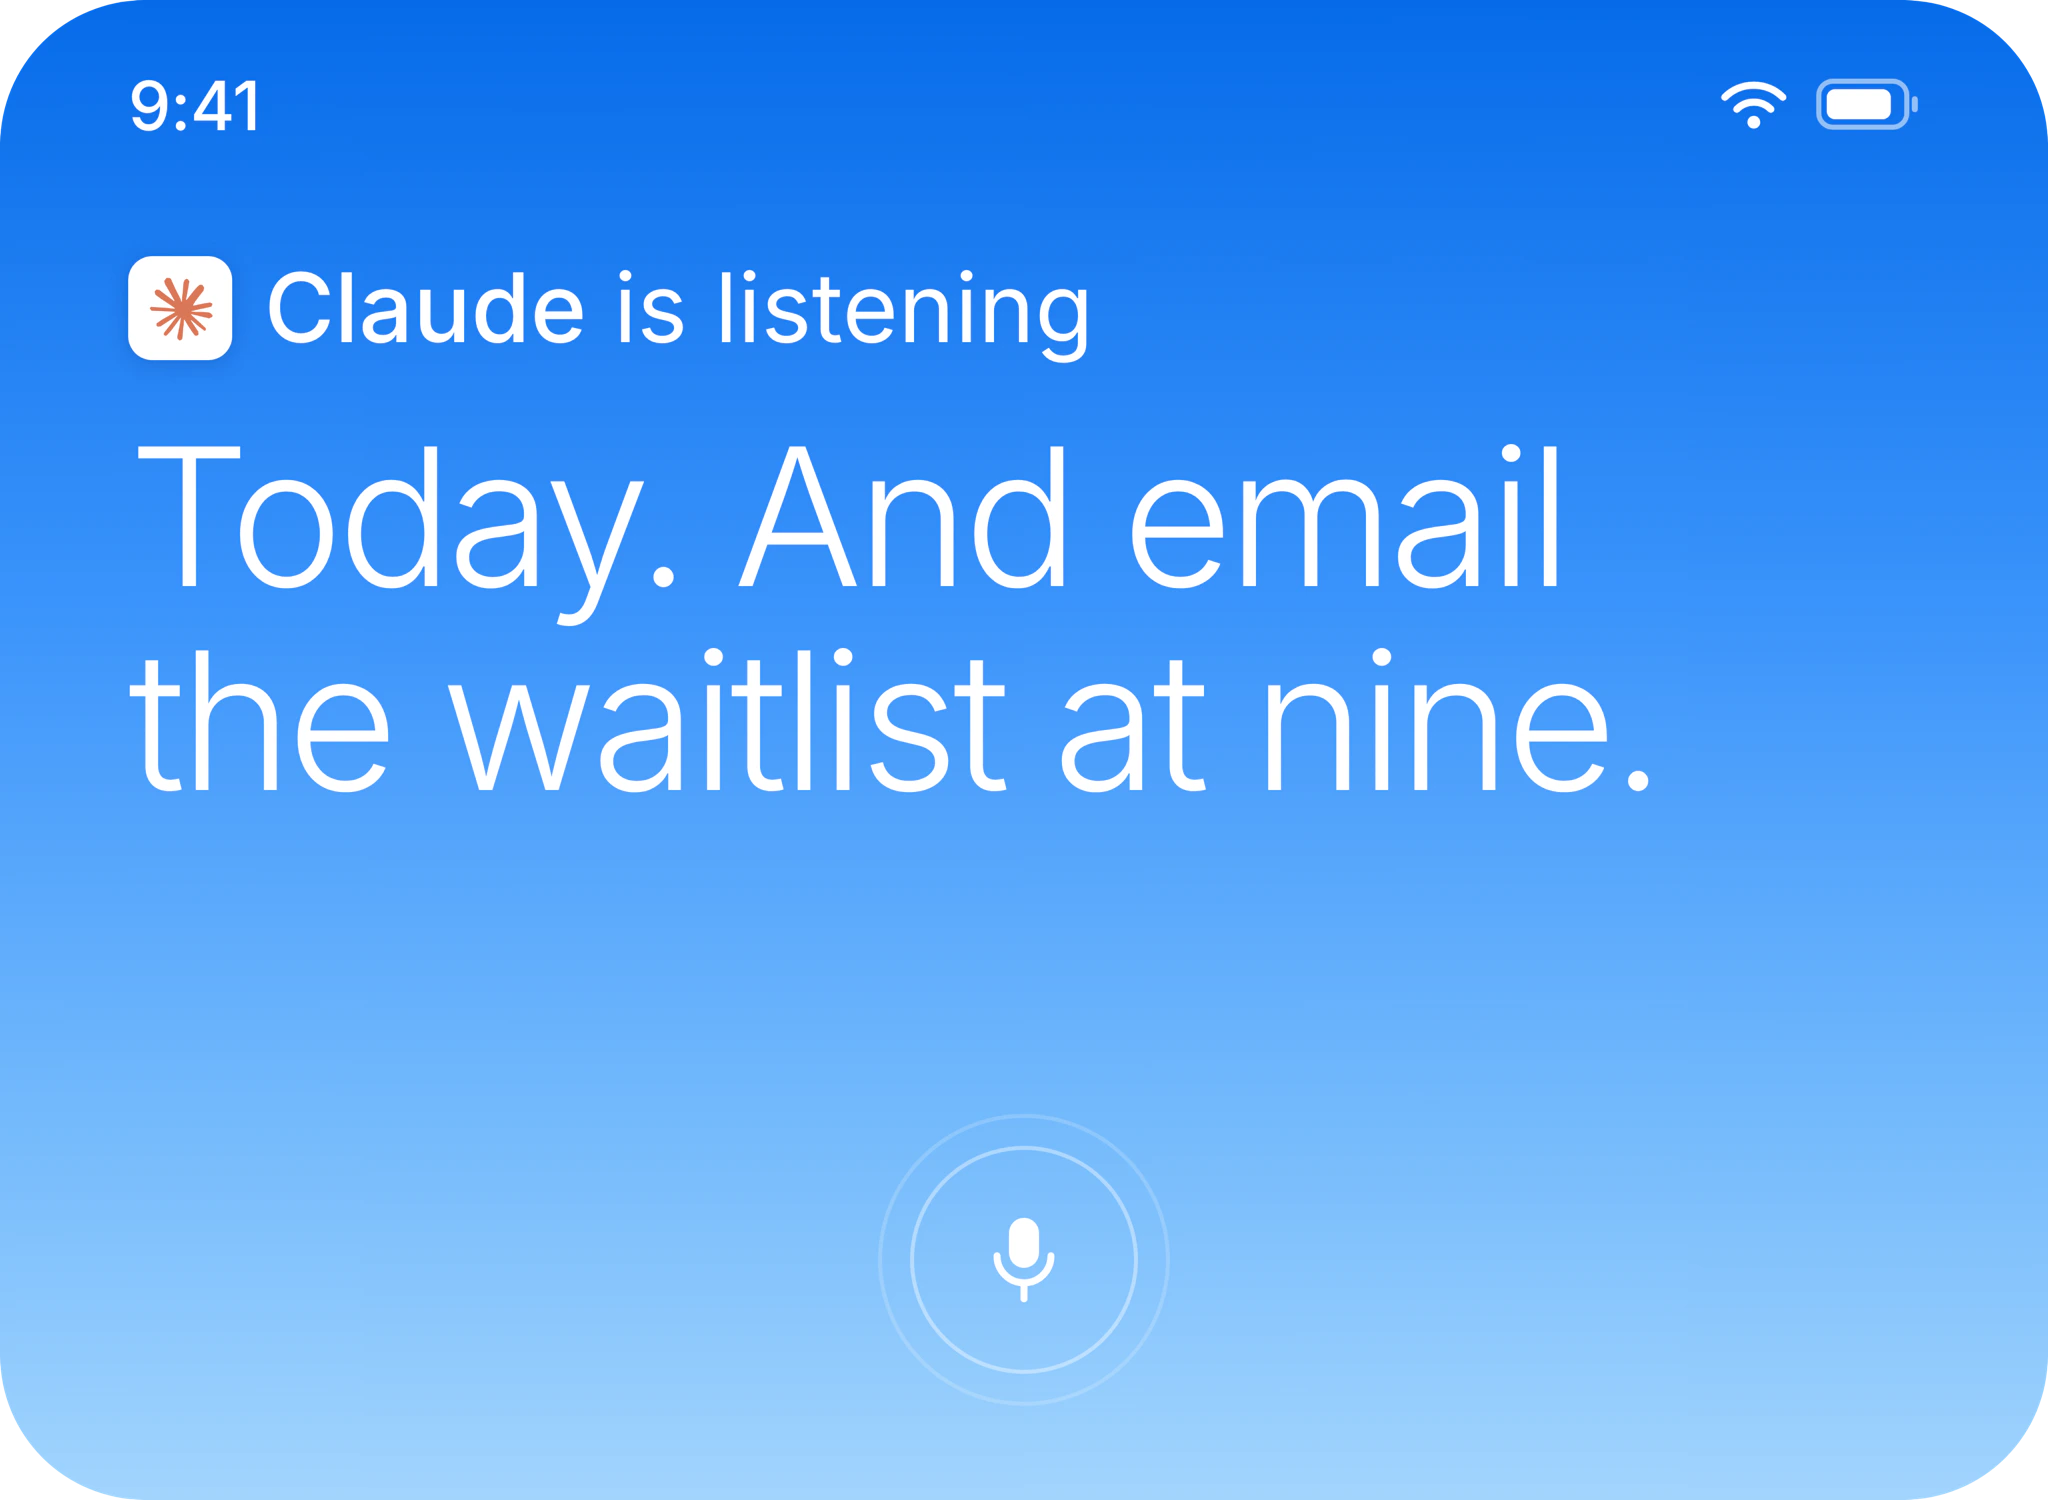 9:41
Claude is listening
Today. And email
the waitlist at nine.